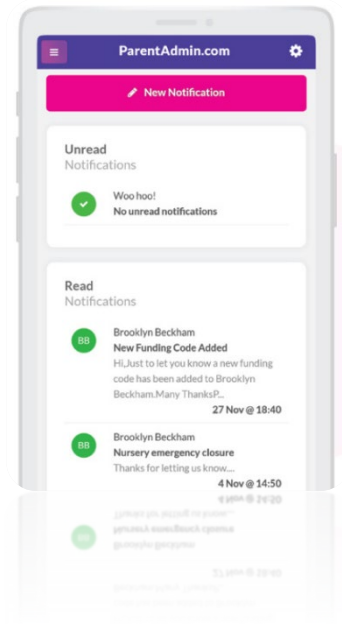 ParentAdmin.com
New Notification
Unread
Notifications
Woo hoo!
No unread notifications
Read
Notifications
BB
Brooklyn Beckham
New Funding Code Added
Hi,Just to let you know a new funding
code has been added to Brooklyn
Beckham.Many ThanksP...
27 Nov @ 18:40
BB
Brooklyn Beckham
Nursery emergency closure
Thanks for letting us know....
4 Nov @ 14:50